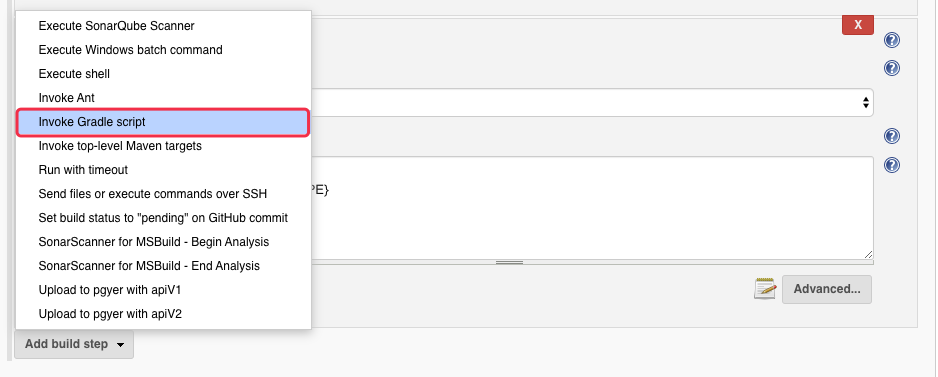 Execute SonarQube Scanner
X
Execute Windows batch command
?
Execute shell
?
Invoke Ant
Invoke Gradle script
?
Invoke top-level Maven targets
?
Run with timeout
Send files or execute commands over SSH
PE}
Set build status to "pending" on GitHub commit
SonarScanner for MSBuild - Begin Analysis
SonarScanner for MSBuild - End Analysis
Upload to pgyer with apiV1
Advanced...
Upload to pgyer with apiV2
Add build step